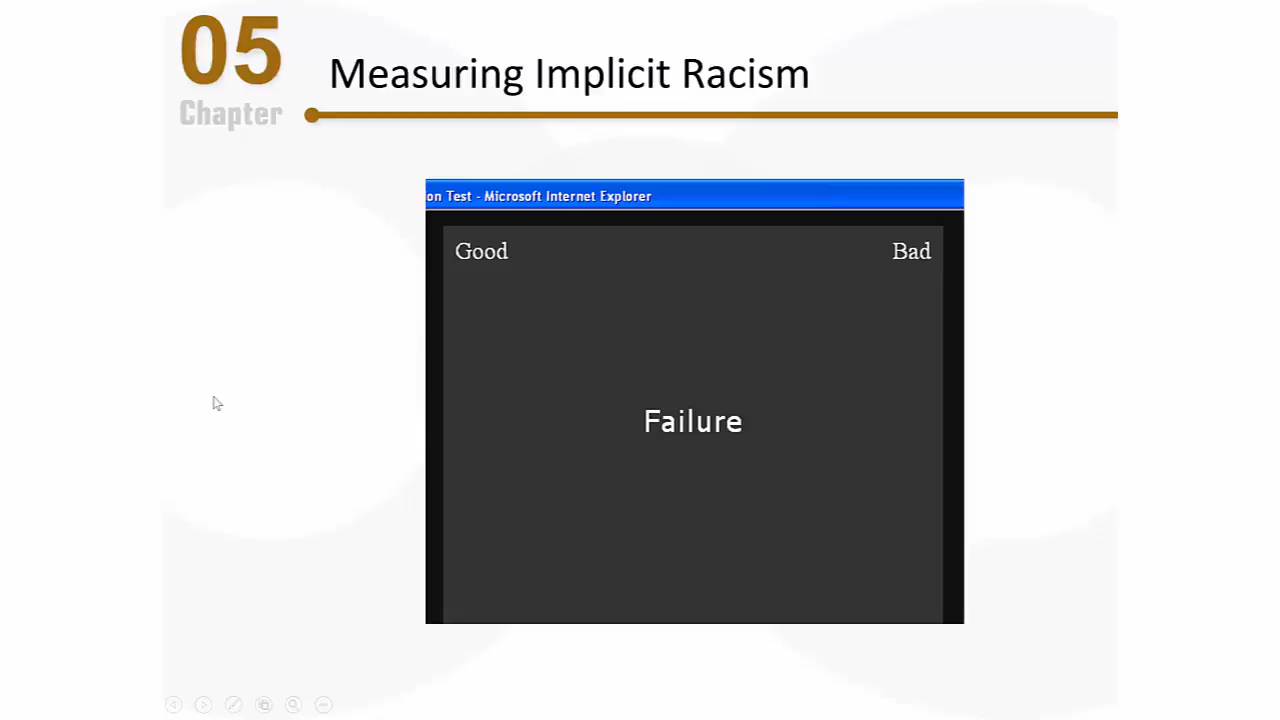 05
Chapter
Measuring Implicit Racism
on Test - Microsoft Internet Explorer
Good
Bad
Failure